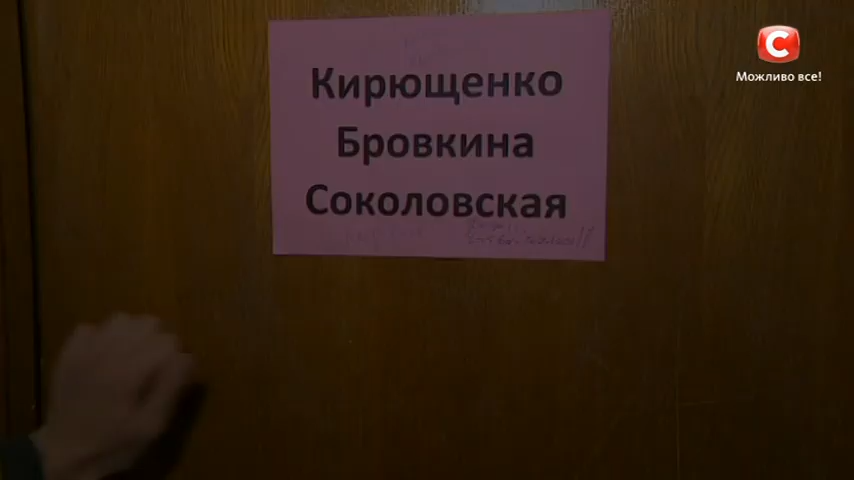 Кирющенко
Бровкина
Соколовская
С
Можливо все!